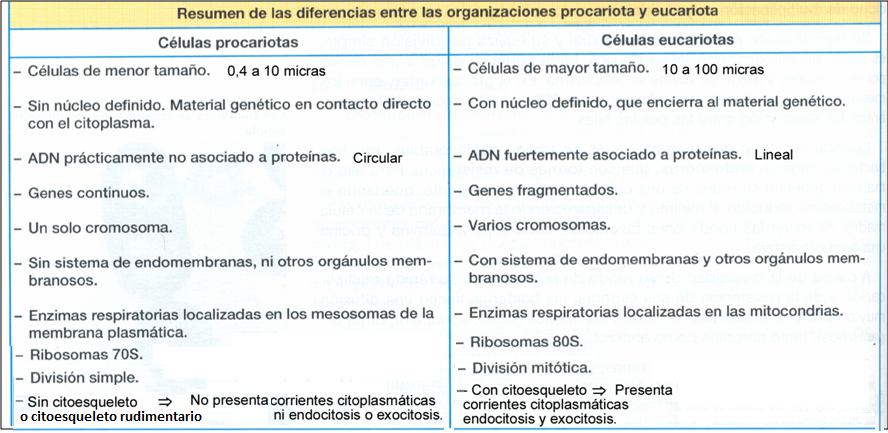 Resumen de las diferencias entre las organizaciones procariota y eucariota
Células procariotas
– Células de menor tamaño. 0,4 a 10 micras
– Sin núcleo definido. Material genético en contacto directo
con el citoplasma.
– ADN prácticamente no asociado a proteínas. Circular
– Genes continuos.
– Un solo cromosoma.
– Sin sistema de endomembranas, ni otros orgánulos mem-
branosos.
– Enzimas respiratorias localizadas en los mesosomas de la
membrana plasmática.
– Ribosomas 70S.
– División simple.
– Sin citoesqueleto ⇒ No presenta corrientes citoplasmáticas
o citoesqueleto rudimentario ni endocitosis o exocitosis.
Células eucariotas
– Células de mayor tamaño. 10 a 100 micras
– Con núcleo definido, que encierra al material genético.
– ADN fuertemente asociado a proteínas. Lineal
– Genes fragmentados.
– Varios cromosomas.
– Con sistema de endomembranas y otros orgánulos mem-
branosos.
– Enzimas respiratorias localizadas en las mitocondrias.
– Ribosomas 80S.
– División mitótica.
– Con citoesqueleto ⇒ Presenta
corrientes citoplasmáticas
endocitosis y exocitosis.